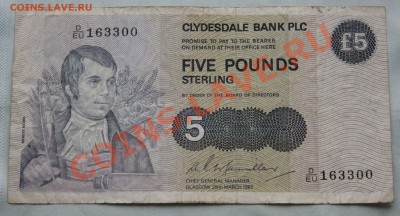 COINS.LAVE.RU
CLYDESDALE BANK PLC
PROMISE TO PAY TO THE BEARER
ON DEMAND AT THEIR OFFICE HERE
£5
D/EU 163300
FIVE POUNDS
STERLING
BY ORDER OF THE BOARD OF DIRECTORS
5
CHIEF GENERAL MANAGER
D/EU 163300
COINS.LAVE.RU